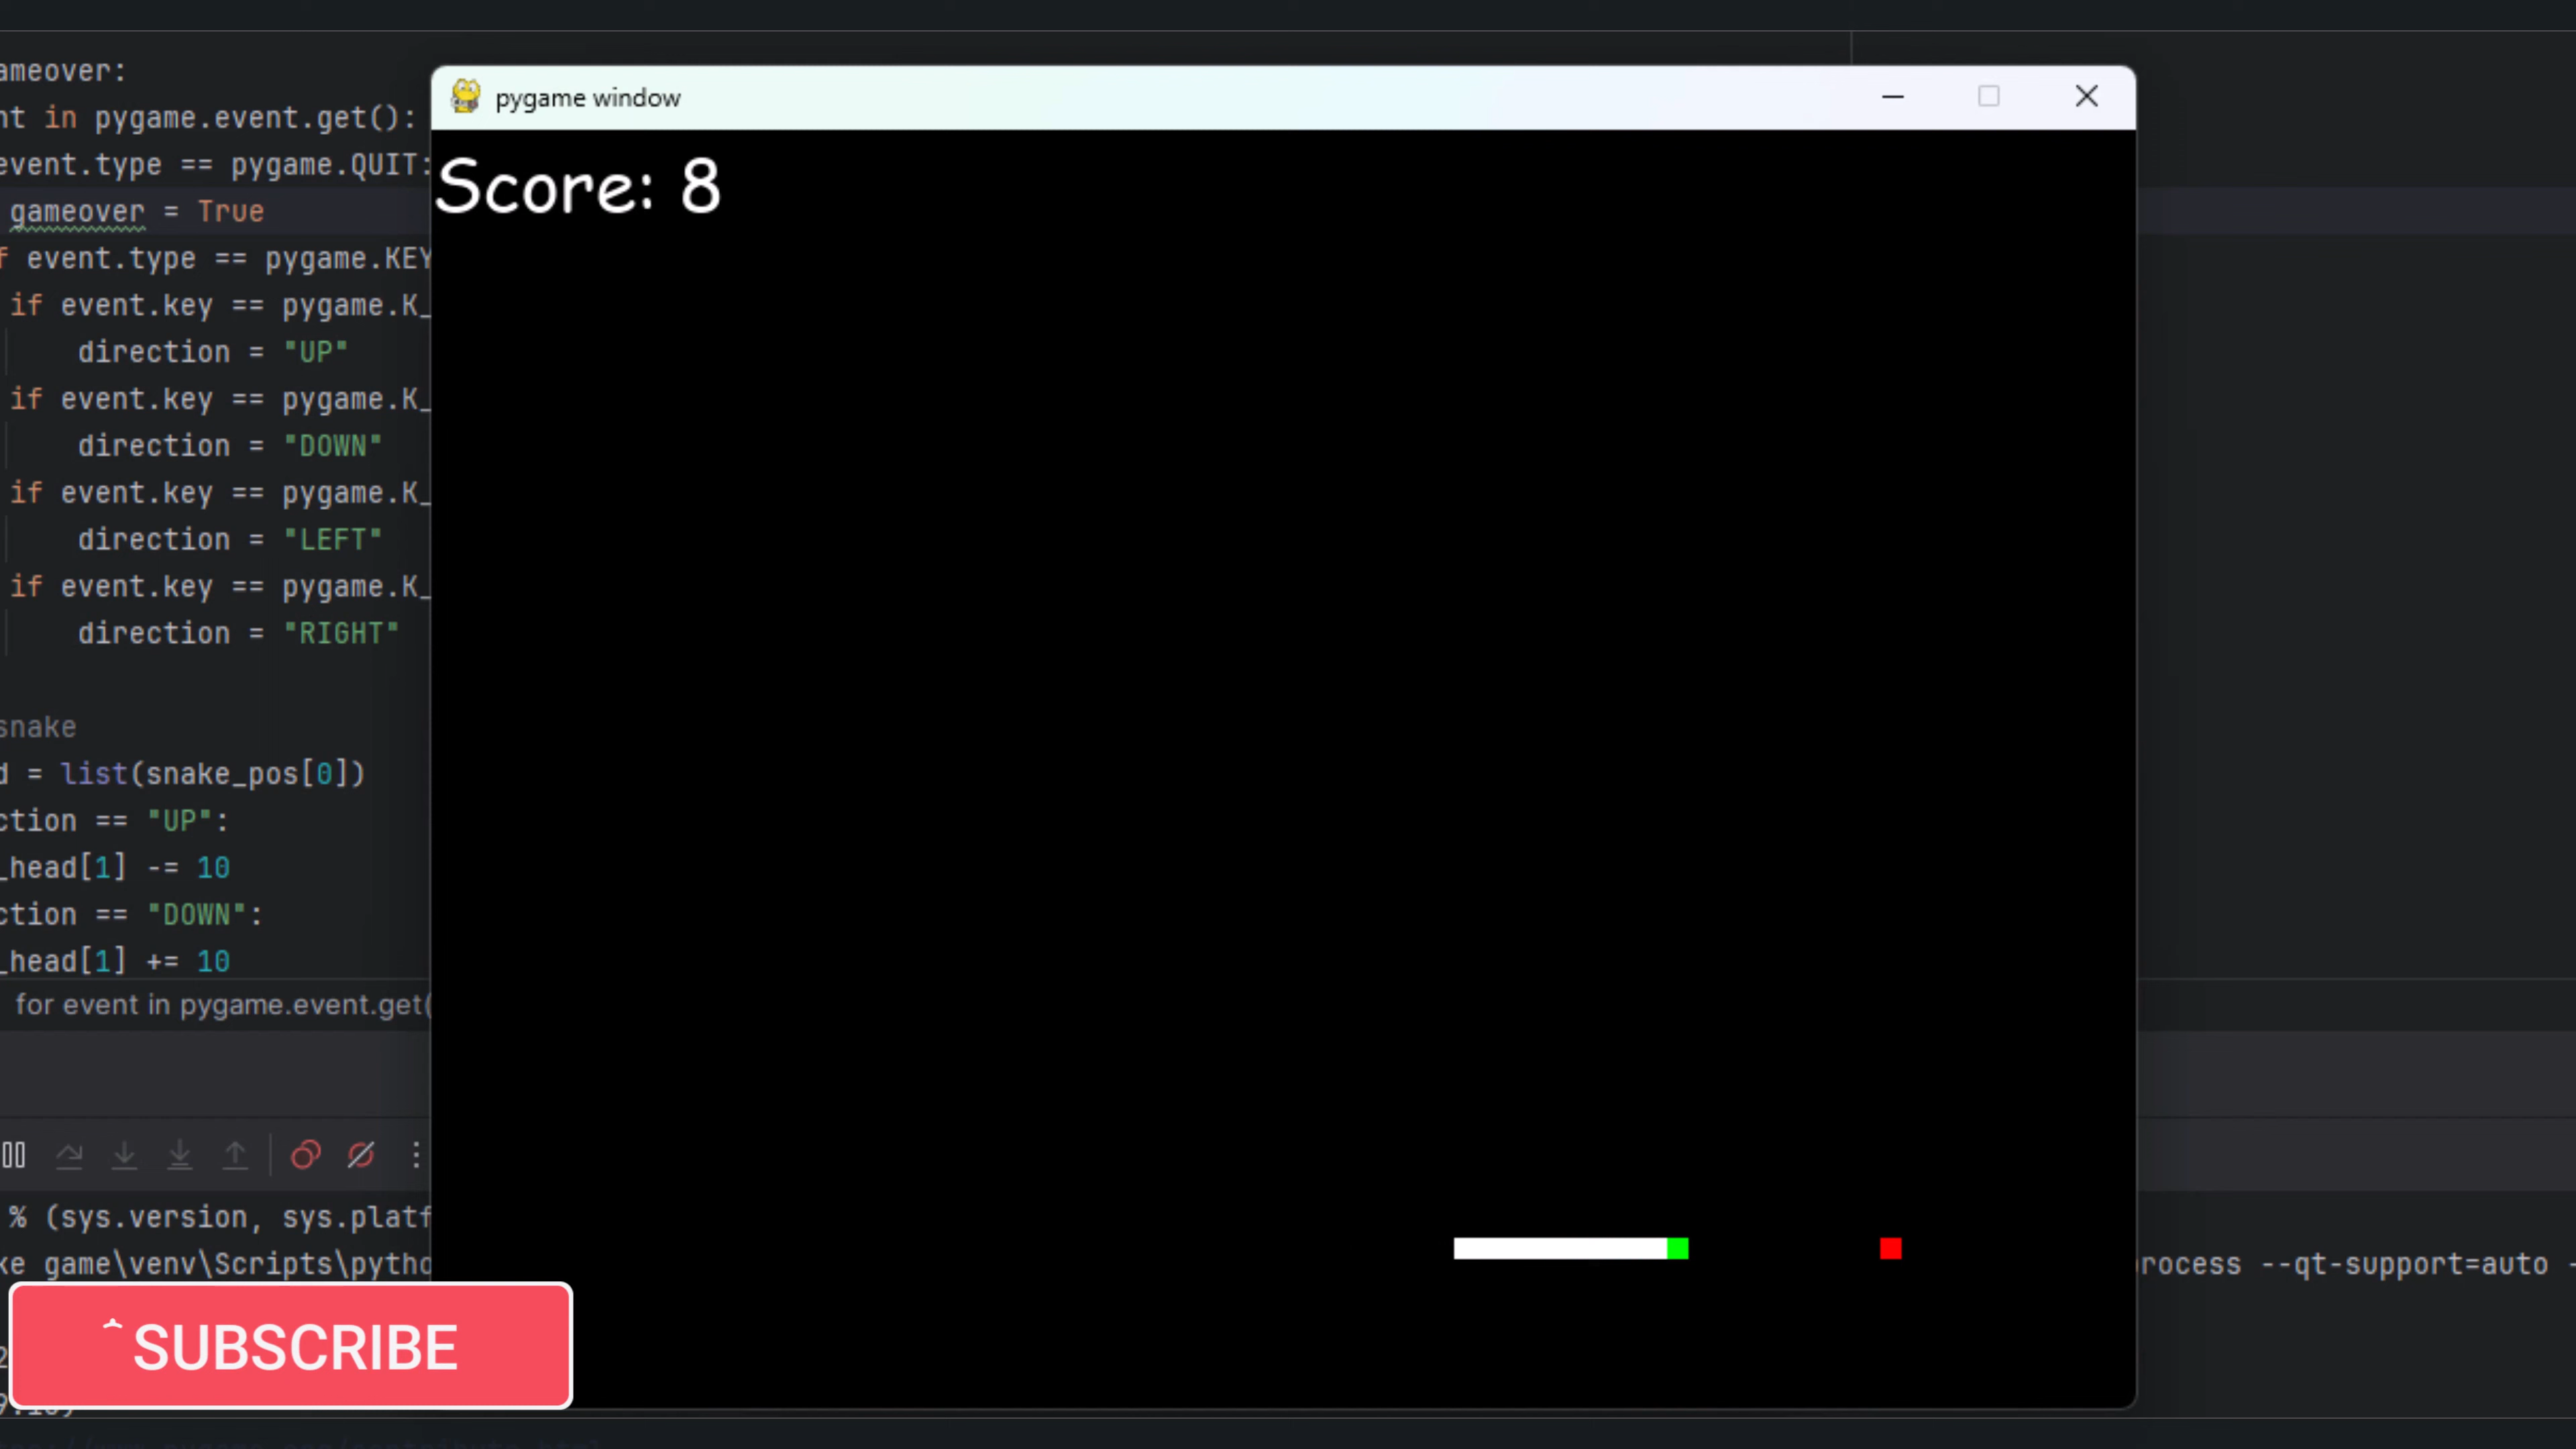 ameover:
nt in pygame.event.get():
event.type == pygame.QUIT:
gameover = True
f event.type == pygame.KEY
if event.key == pygame.K_
direction = "UP"
if event.key == pygame.K_
direction = "DOWN"
if event.key == pygame.K_
direction = "LEFT"
if event.key == pygame.K_
direction = "RIGHT"
snake
d = list(snake_pos[0])
ction == "UP":
_head[1] -= 10
ction == "DOWN":
_head[1] += 10
for event in pygame.event.get(
pygame window
Score: 8
% (sys.version, sys.platf
ke game\venv\Scripts\pytho
rocess --qt-support=auto -
SUBSCRIBE